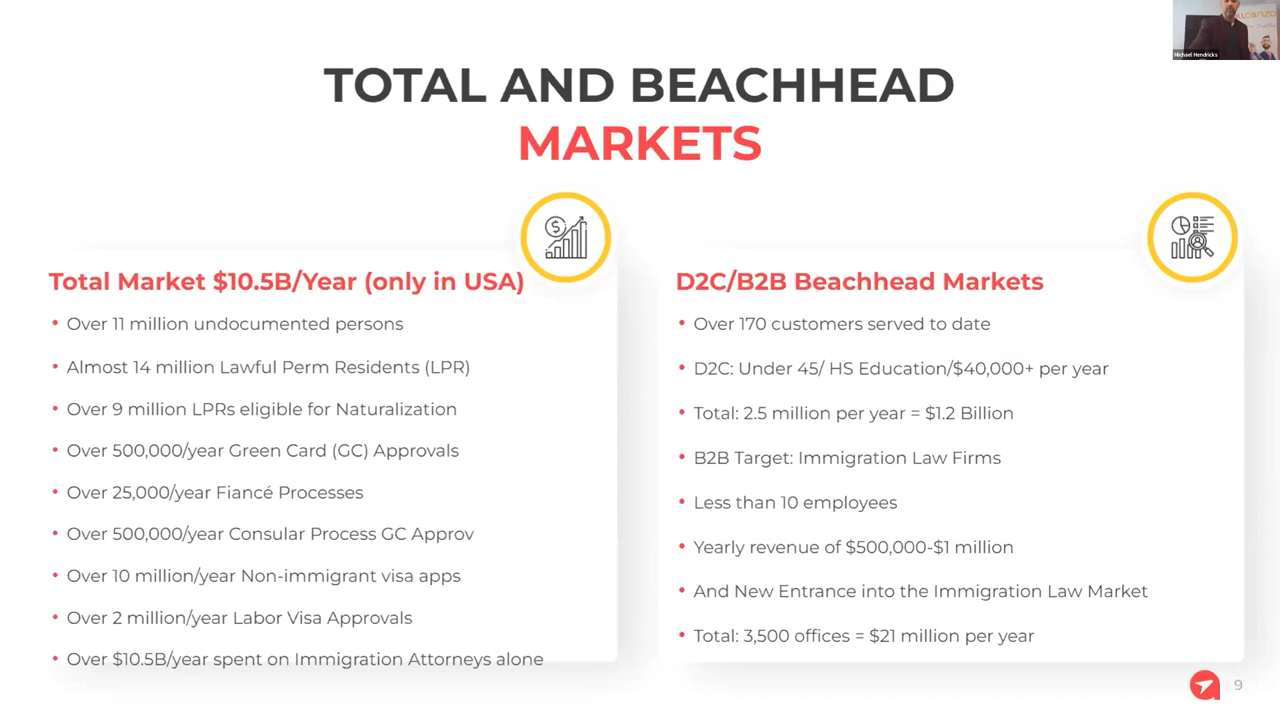 Michael Hendricks
TOTAL AND BEACHHEAD
MARKETS
Total Market $10.5B/Year (only in USA)
• Over 11 million undocumented persons
• Almost 14 million Lawful Perm Residents (LPR)
• Over 9 million LPRs eligible for Naturalization
• Over 500,000/year Green Card (GC) Approvals
• Over 25,000/year Fiancé Processes
• Over 500,000/year Consular Process GC Approv
• Over 10 million/year Non-immigrant visa apps
• Over 2 million/year Labor Visa Approvals
• Over $10.5B/year spent on Immigration Attorneys alone
D2C/B2B Beachhead Markets
• Over 170 customers served to date
• D2C: Under 45/ HS Education/$40,000+ per year
• Total: 2.5 million per year = $1.2 Billion
• B2B Target: Immigration Law Firms
• Less than 10 employees
• Yearly revenue of $500,000-$1 million
• And New Entrance into the Immigration Law Market
• Total: 3,500 offices = $21 million per year
9